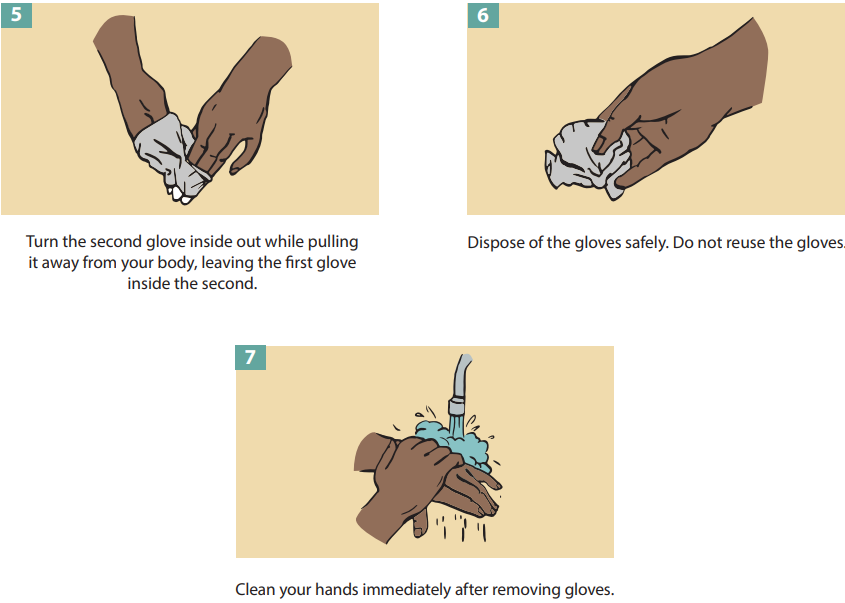 5
Turn the second glove inside out while pulling
it away from your body, leaving the first glove
inside the second.
6
Dispose of the gloves safely. Do not reuse the gloves.
7
Clean your hands immediately after removing gloves.